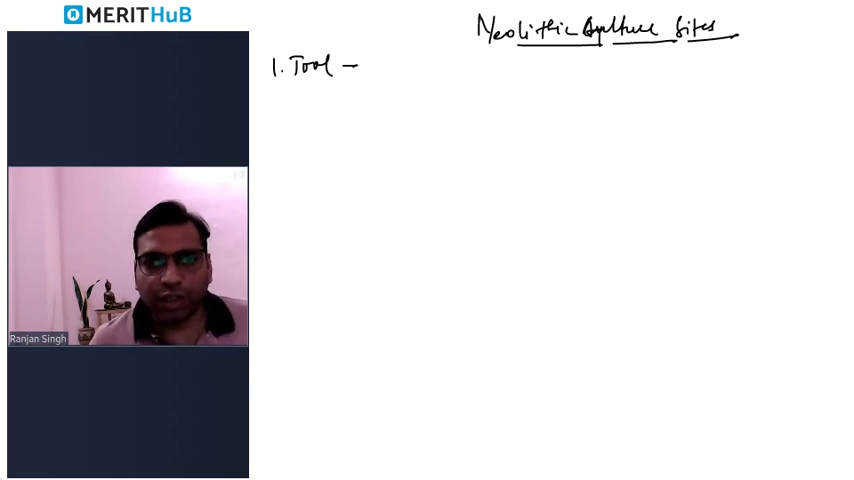 MERITHUB
Neolithic Culture Sites
1. Tool -
Ranjan Singh